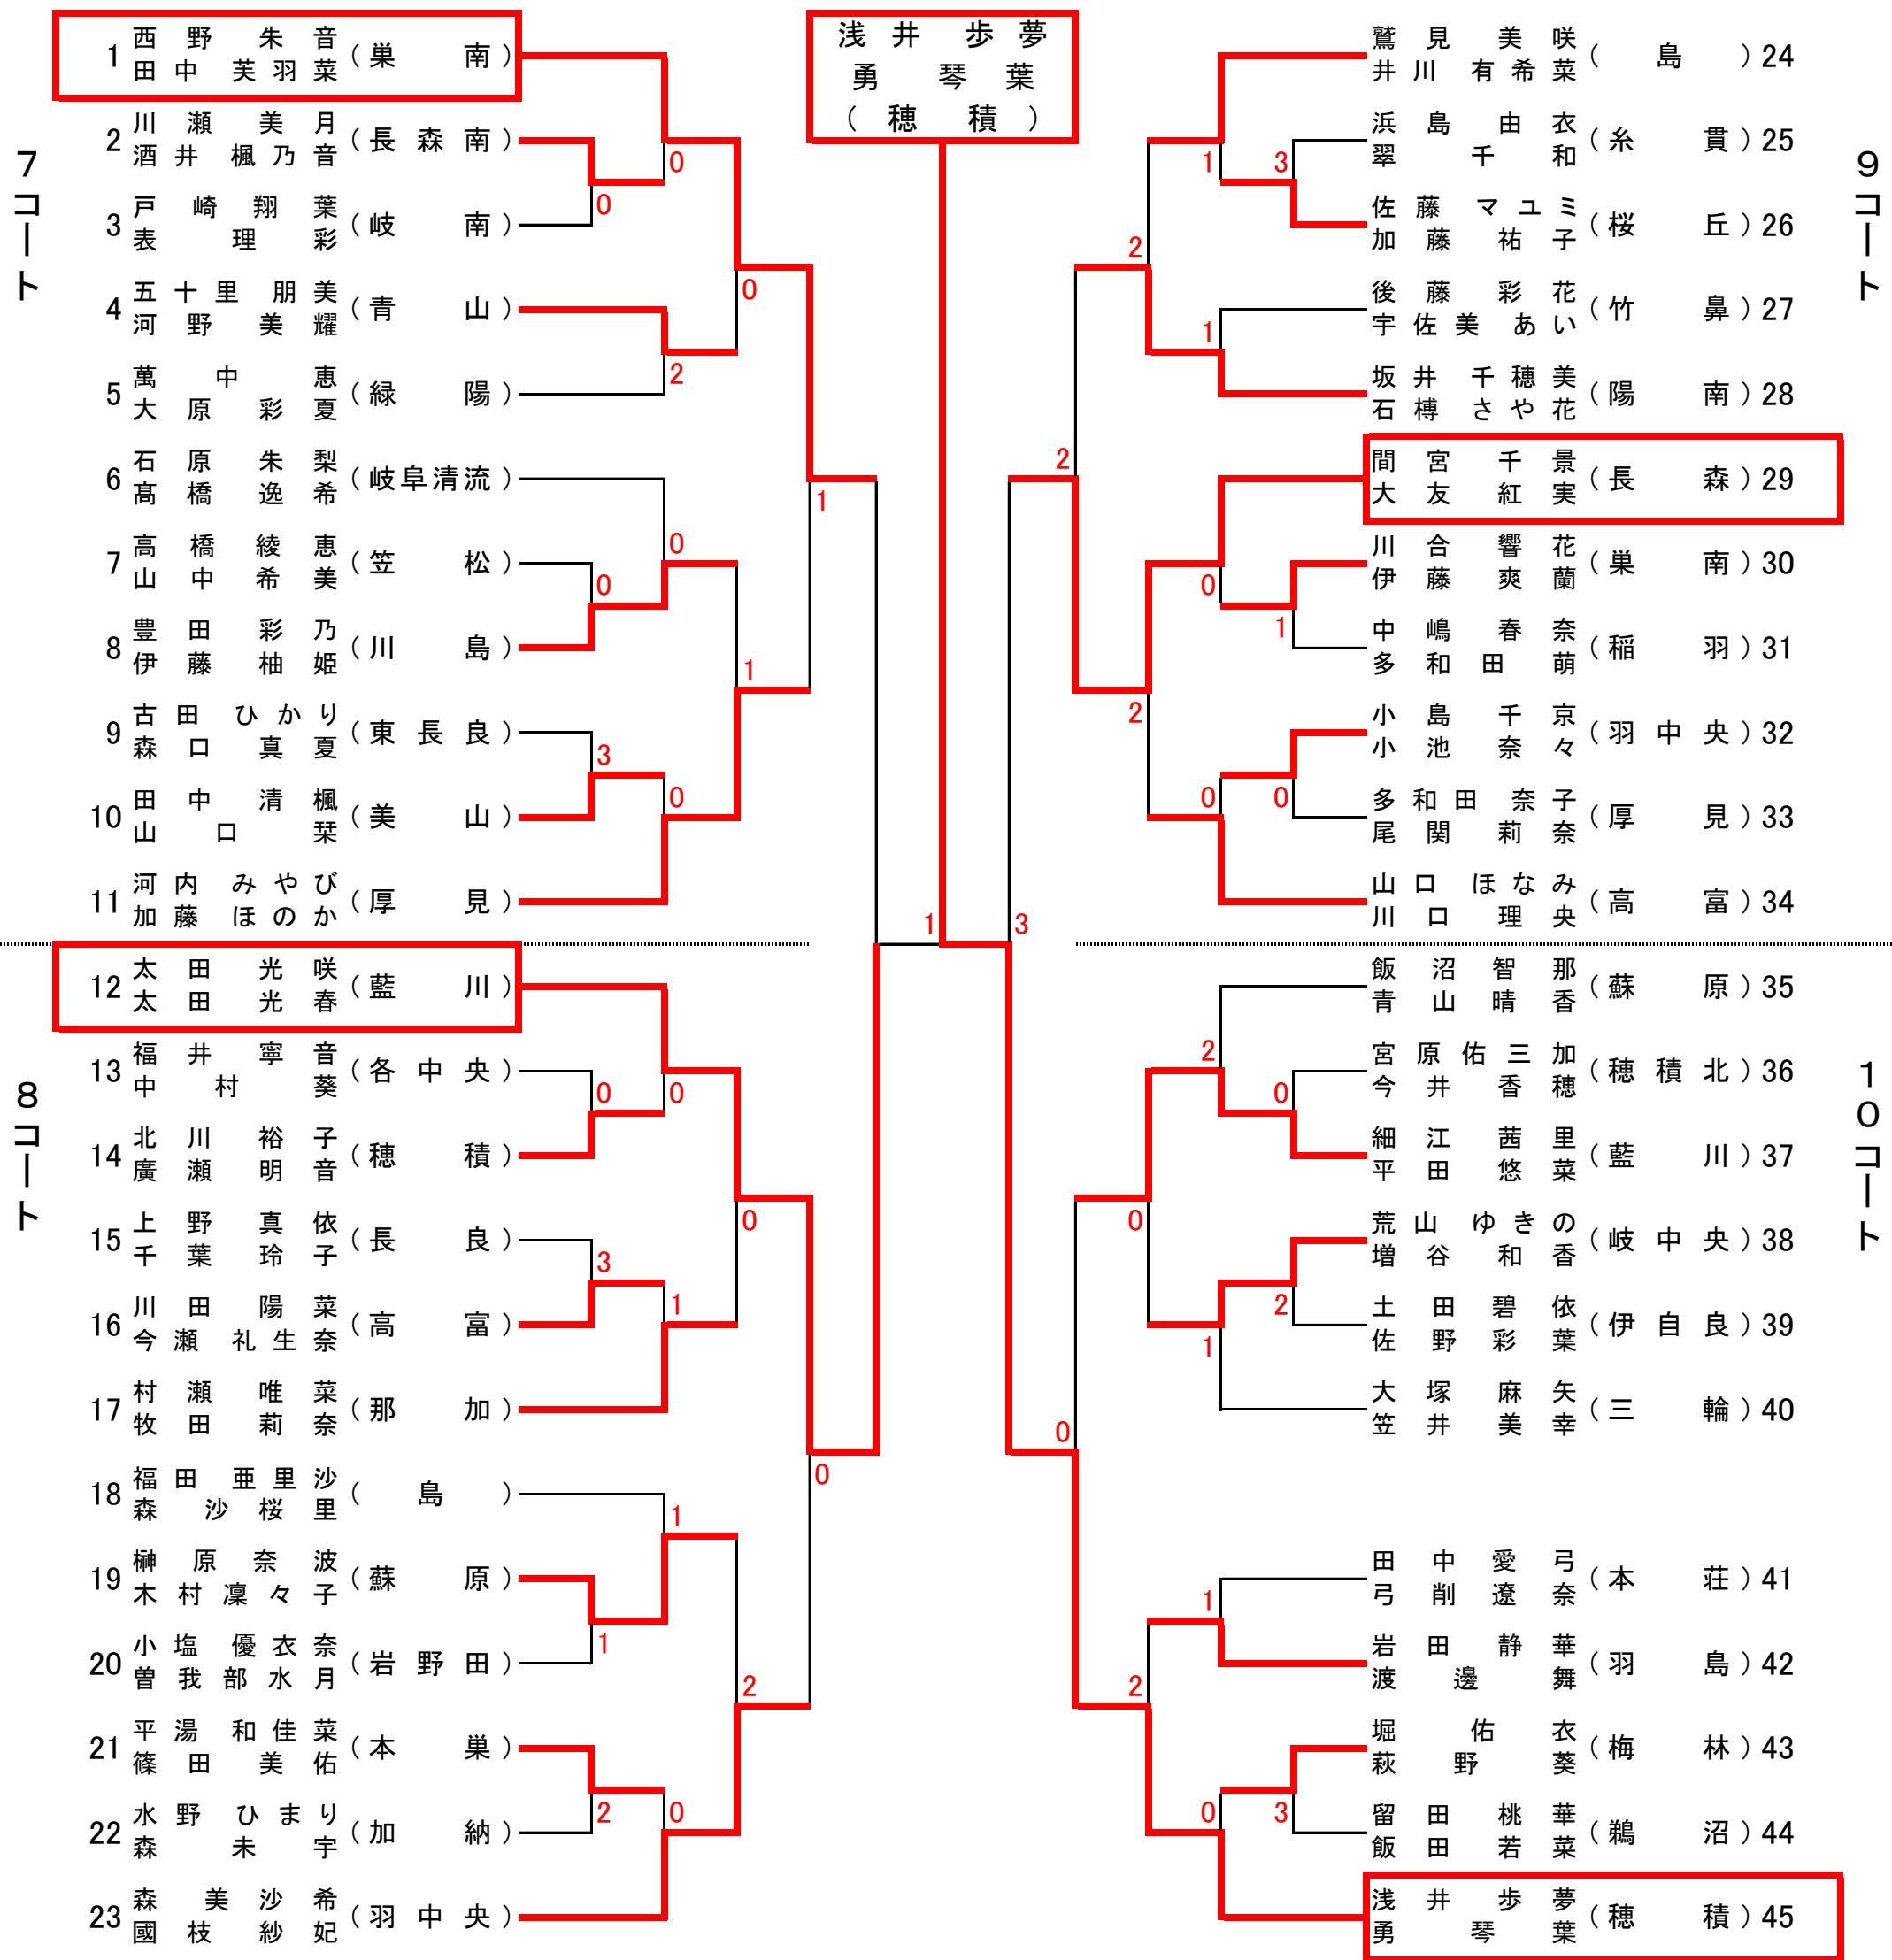 浅井歩夢
勇琴葉
(穂積)
7コート
1 西野朱音 田中芙羽菜 (巣南)
0
2 川瀬美月 酒井楓乃音 (長森南)
0
3 戸崎翔葉 表理彩 (岐南)
0
4 五十里朋美 河野美耀 (青山)
2
5 萬中恵 大原彩夏 (緑陽)
1
6 石原朱梨 髙橋逸希 (岐阜清流)
0
7 高橋綾恵 山中希美 (笠松)
0
8 豊田彩乃 伊藤柚姫 (川島)
1
9 古田ひかり 森口真夏 (東長良)
3
10 田中清楓 山口栞 (美山)
0
11 河内みやび 加藤ほのか (厚見)
1
8コート
12 太田光咲 太田光春 (藍川)
0
13 福井寧音 中村葵 (各中央)
0
14 北川裕子 廣瀬明音 (穂積)
0
15 上野真依 千葉玲子 (長良)
3
16 川田陽菜 今瀬礼生奈 (高富)
1
17 村瀬唯菜 牧田莉奈 (那加)
0
18 福田亜里沙 森沙桜里 (島)
1
19 榊原奈波 木村凜々子 (蘇原)
1
20 小塩優衣奈 曽我部水月 (岩野田)
2
21 平湯和佳菜 篠田美佑 (本巣)
2
22 水野ひまり 森未宇 (加納)
0
23 森美沙希 國枝紗妃 (羽中央)
9コート
鷲見美咲 井川有希菜 (島) 24
1
浜島由衣 翠千和 (糸貫) 25
3
佐藤マユミ 加藤祐子 (桜丘) 26
2
後藤彩花 宇佐美あい (竹鼻) 27
1
坂井千穂美 石榑さや花 (陽南) 28
2
間宮千景 大友紅実 (長森) 29
0
川合響花 伊藤爽蘭 (巣南) 30
1
中嶋春奈 多和田萌 (稲羽) 31
2
小島千京 小池奈々 (羽中央) 32
0
多和田奈子 尾関莉奈 (厚見) 33
0
山口ほなみ 川口理央 (高富) 34
3
10コート
飯沼智那 青山晴香 (蘇原) 35
2
宮原佑三加 今井香穂 (穂積北) 36
0
細江茜里 平田悠菜 (藍川) 37
0
荒山ゆきの 増谷和香 (岐中央) 38
2
土田碧依 佐野彩葉 (伊自良) 39
1
大塚麻矢 笠井美幸 (三輪) 40
0
田中愛弓 弓削遼奈 (本荘) 41
1
岩田静華 渡邊舞 (羽島) 42
2
堀佑衣 萩野葵 (梅林) 43
3
留田桃華 飯田若菜 (鵜沼) 44
0
浅井歩夢 勇琴葉 (穂積) 45